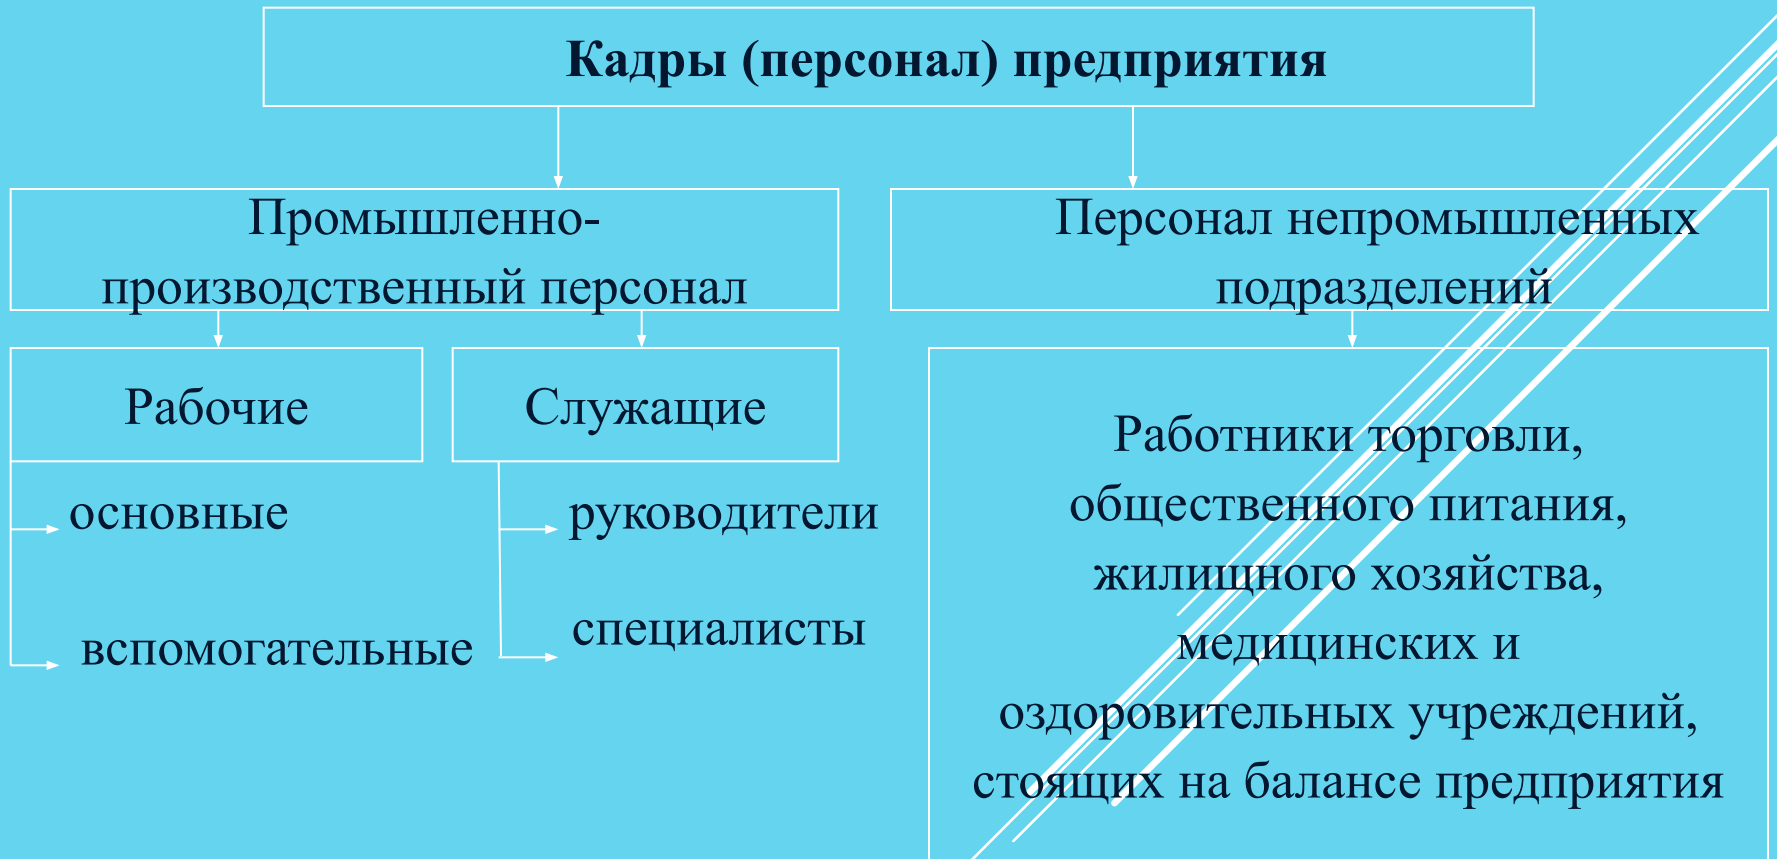 Кадры (персонал) предприятия
Промышленно-
производственный персонал
Персонал непромышленных
подразделений
Рабочие
Служащие
основные
вспомогательные
руководители
специалисты
Работники торговли,
общественного питания,
жилищного хозяйства,
медицинских и
оздоровительных учреждений,
стоящих на балансе предприятия